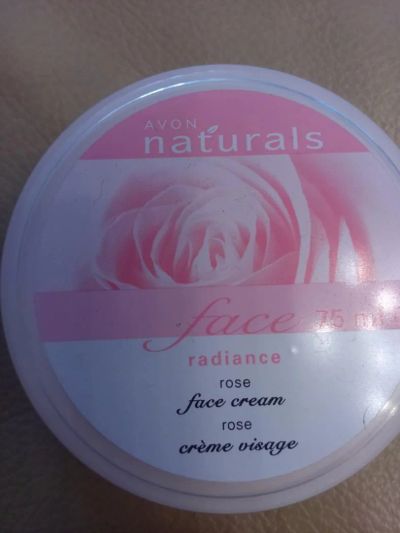 AVON
naturals
face 75 ml
radiance
rose
face cream
rose
crème visage